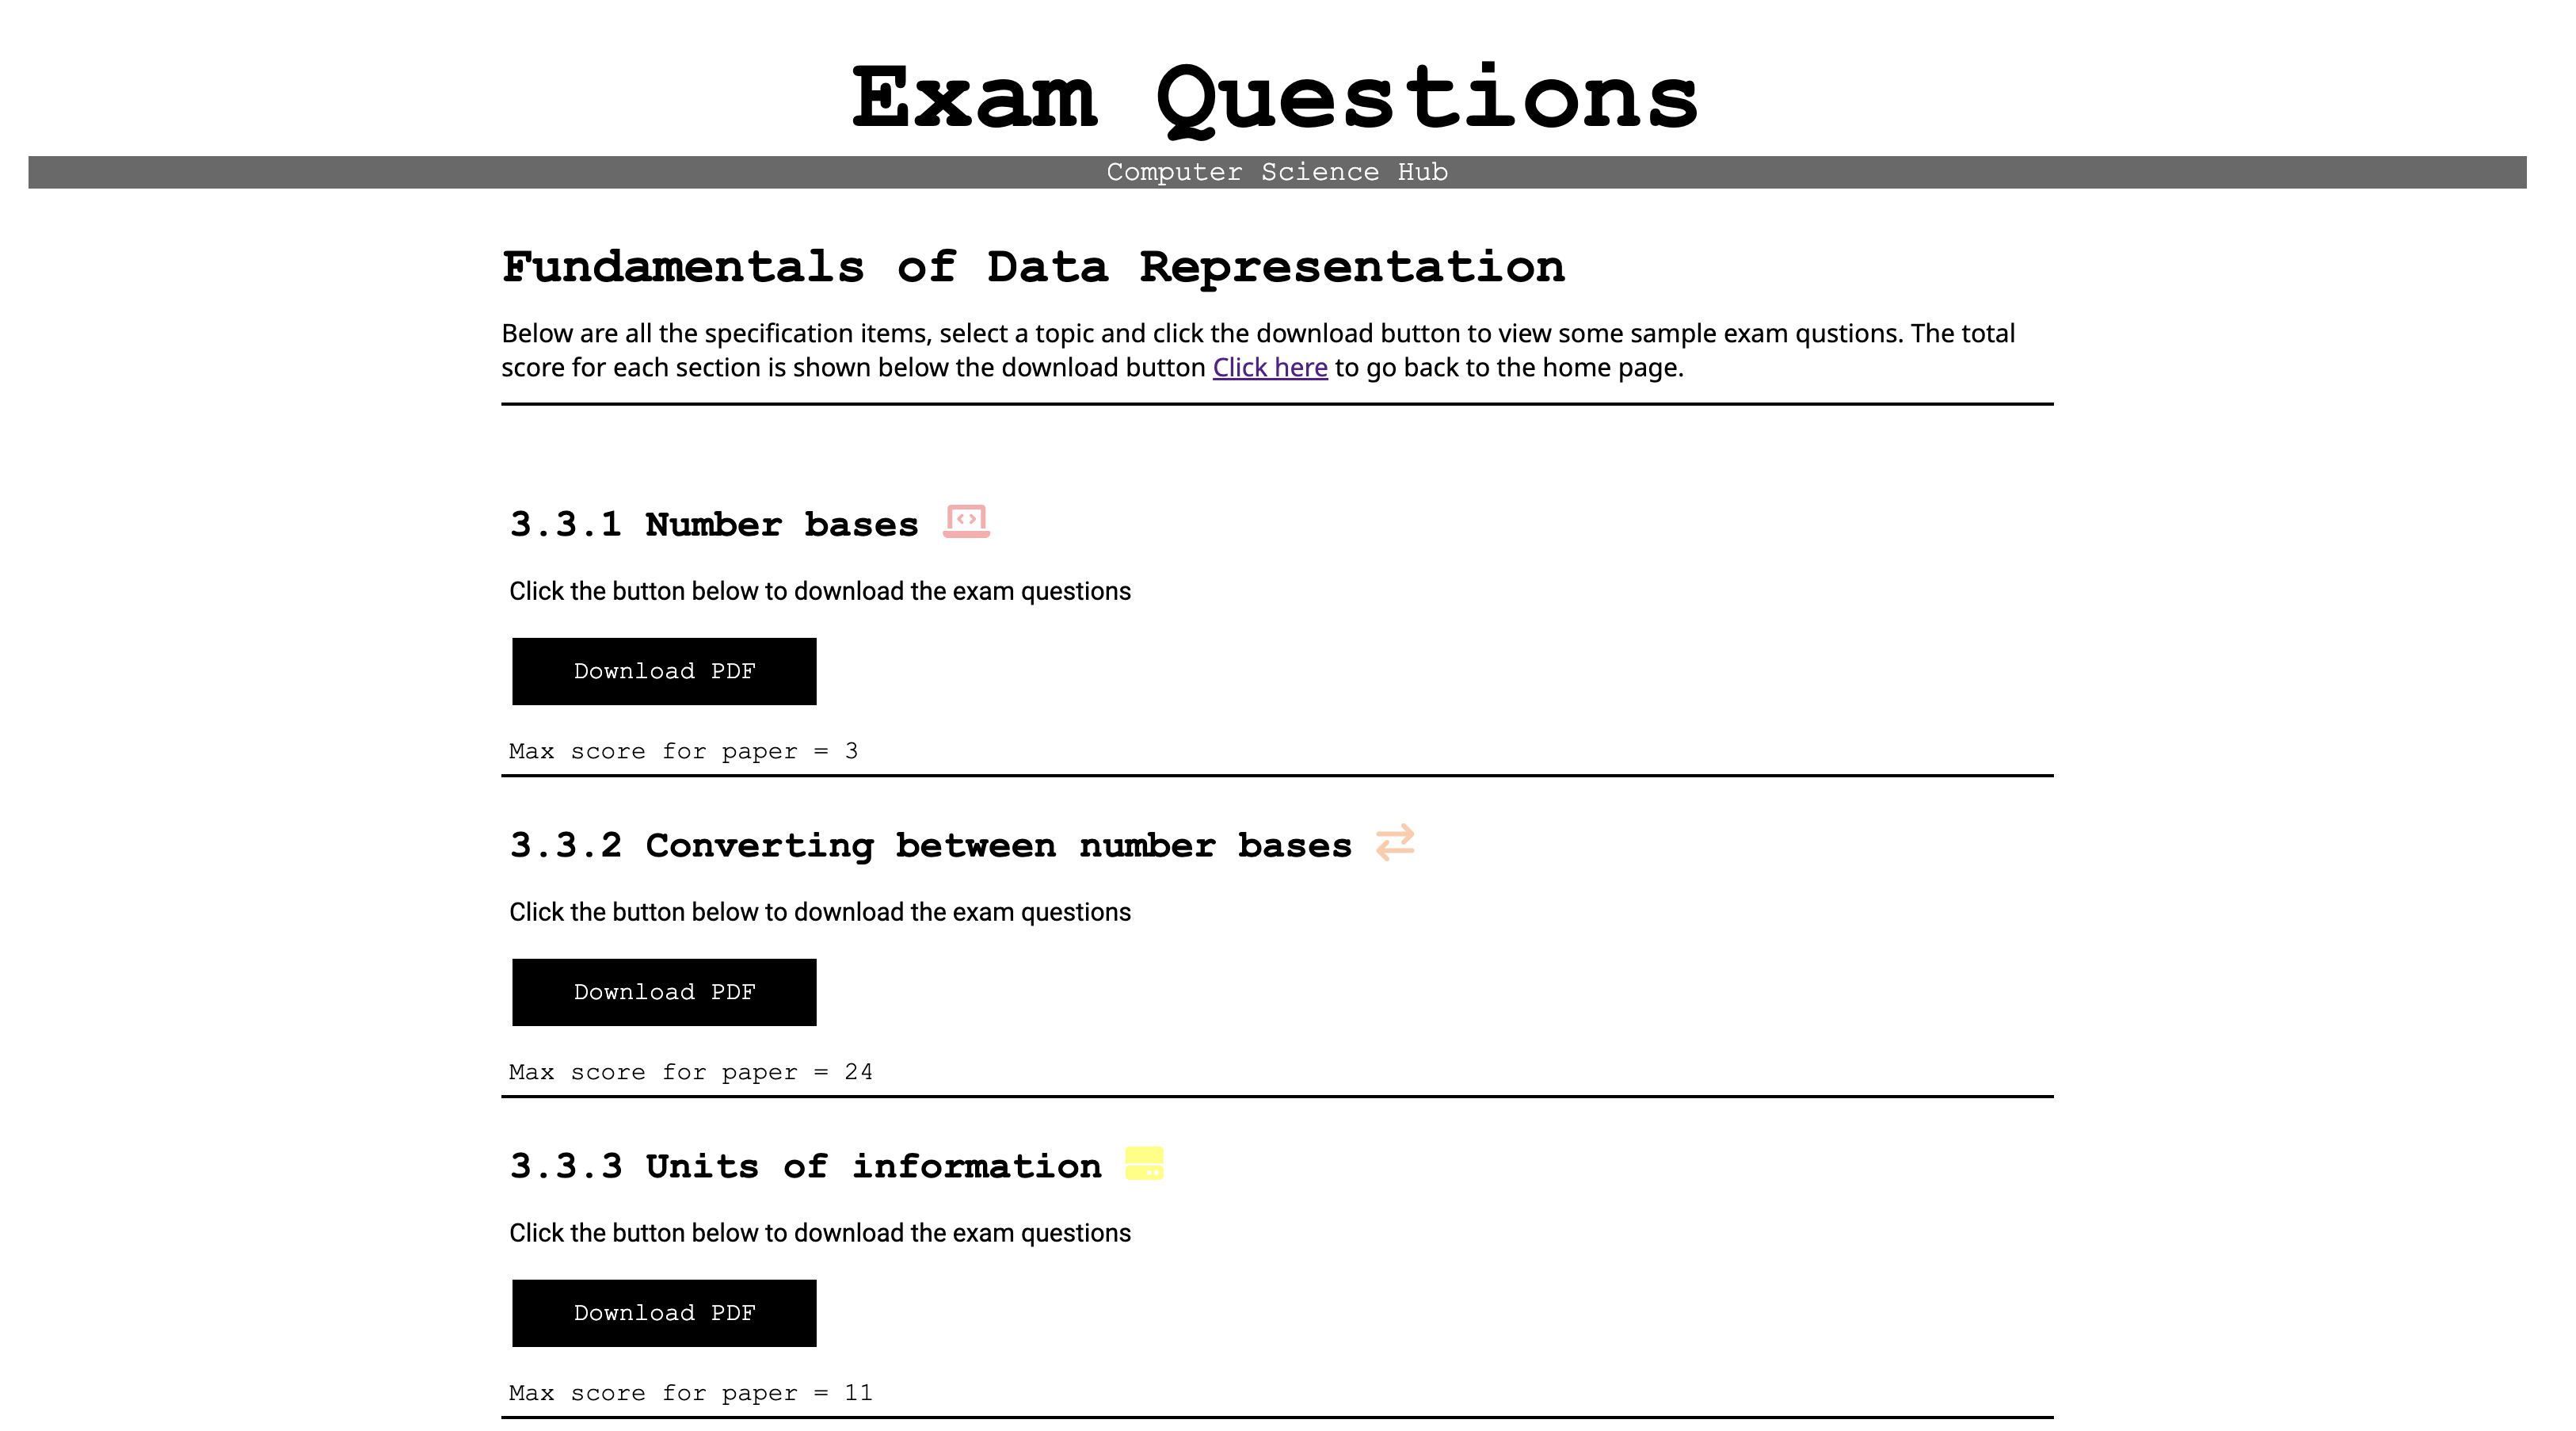 Exam Questions
Computer Science Hub
Fundamentals of Data Representation
Below are all the specification items, select a topic and click the download button to view some sample exam qustions. The total
score for each section is shown below the download button Click here to go back to the home page.
3.3.1 Number bases
Click the button below to download the exam questions
Download PDF
Max score for paper = 3
3.3.2 Converting between number bases
Click the button below to download the exam questions
Download PDF
Max score for paper = 24
3.3.3 Units of information
Click the button below to download the exam questions
Download PDF
Max score for paper = 11